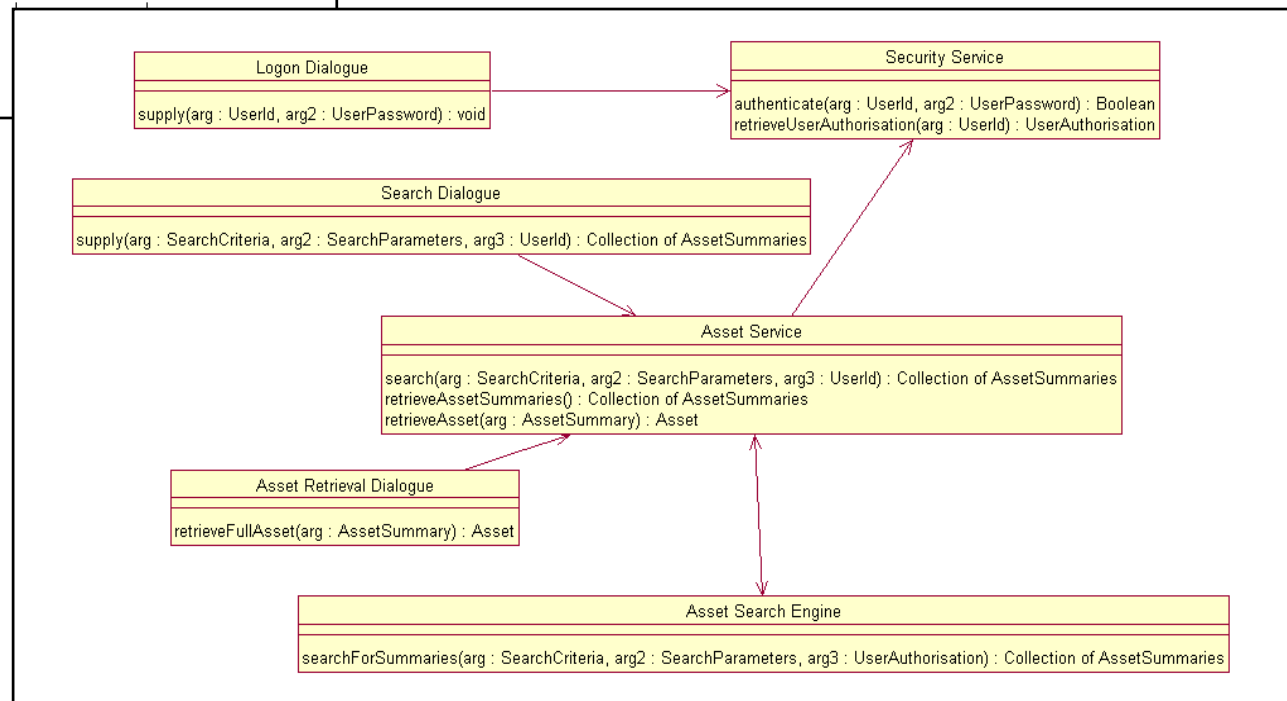 Logon Dialogue
supply(arg : UserId, arg2 : UserPassword) : void
Security Service
authenticate(arg : UserId, arg2 : UserPassword) : Boolean
retrieveUserAuthorisation(arg : UserId) : UserAuthorisation
Search Dialogue
supply(arg : SearchCriteria, arg2 : SearchParameters, arg3 : UserId) : Collection of AssetSummaries
Asset Service
search(arg : SearchCriteria, arg2 : SearchParameters, arg3 : UserId) : Collection of AssetSummaries
retrieveAssetSummaries() : Collection of AssetSummaries
retrieveAsset(arg : AssetSummary) : Asset
Asset Retrieval Dialogue
retrieveFullAsset(arg : AssetSummary) : Asset
Asset Search Engine
searchForSummaries(arg : SearchCriteria, arg2 : SearchParameters, arg3 : UserAuthorisation) : Collection of AssetSummaries